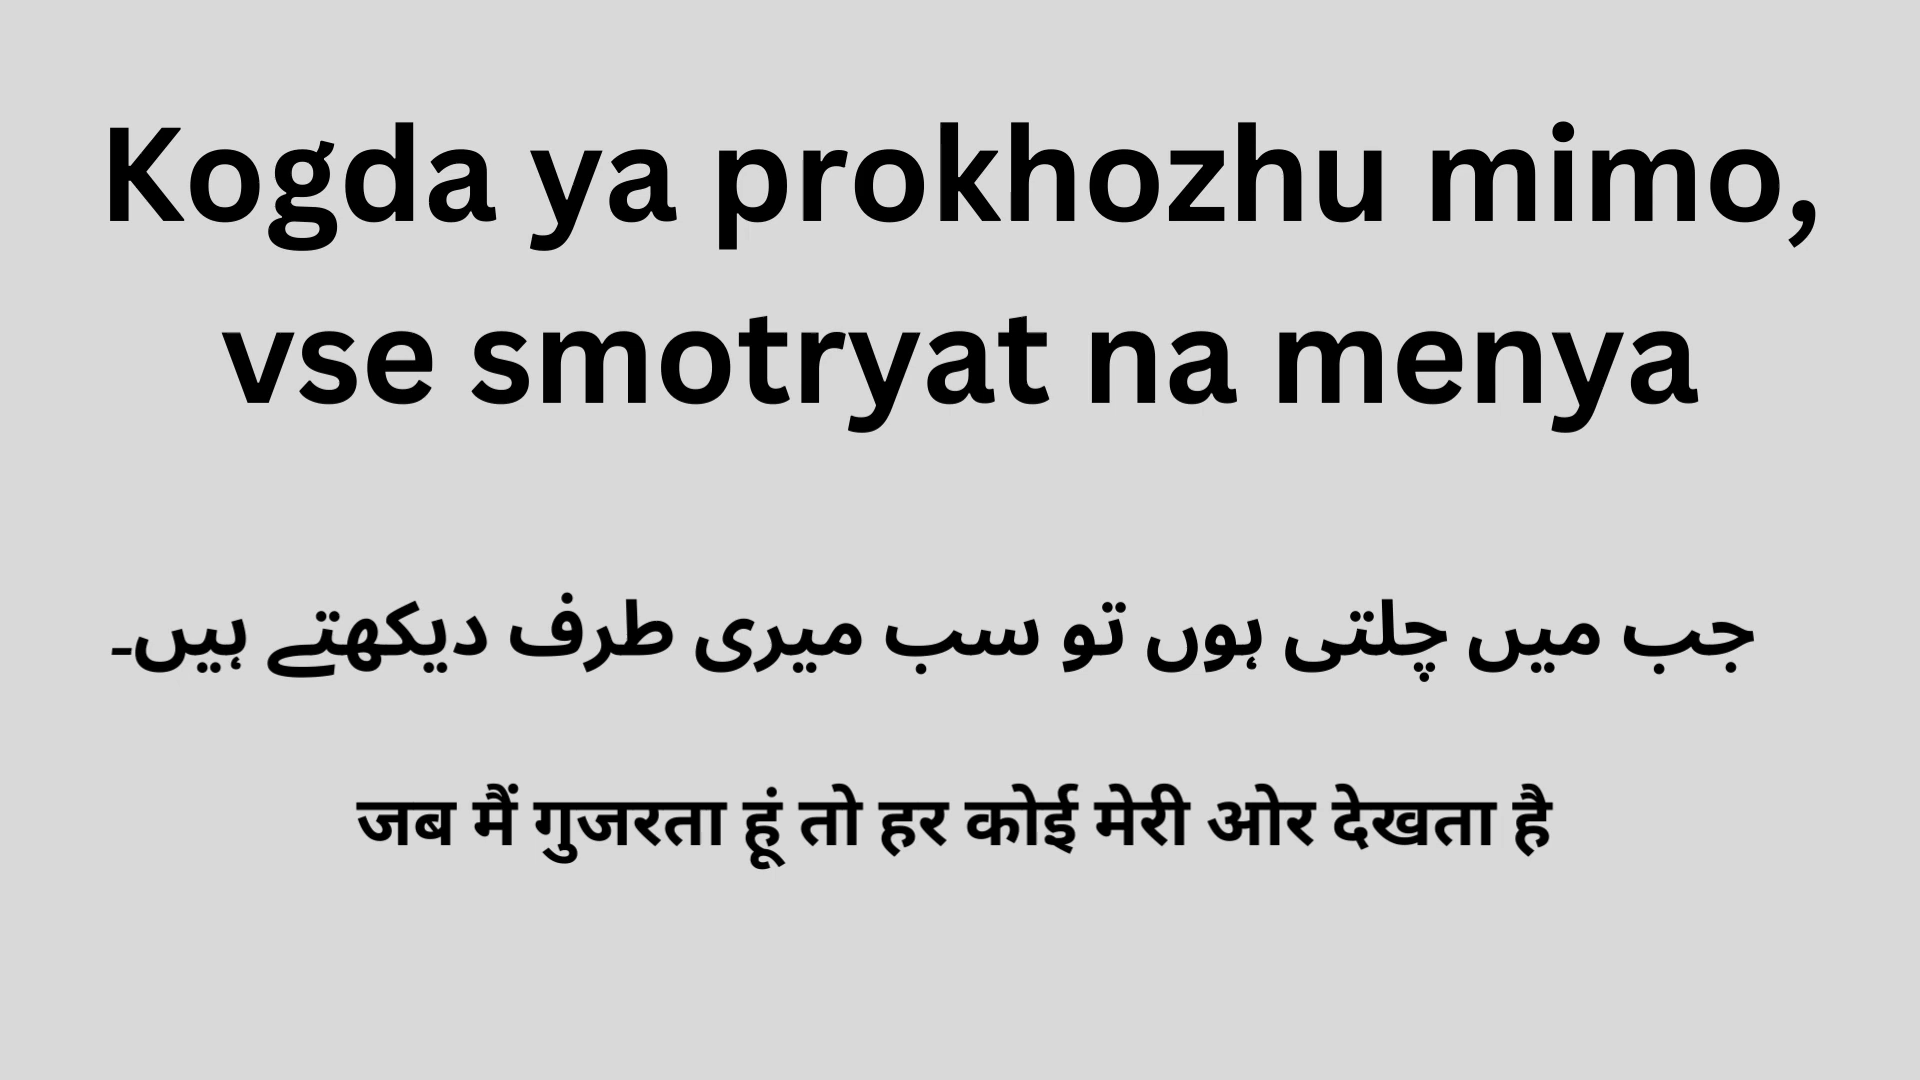 Kogda ya prokhozhu mimo,
vse smotryat na menya
جب میں چلتی ہوں تو سب میری طرف دیکھتے ہیں۔
जब मैं गुजरता हूं तो हर कोई मेरी ओर देखता है